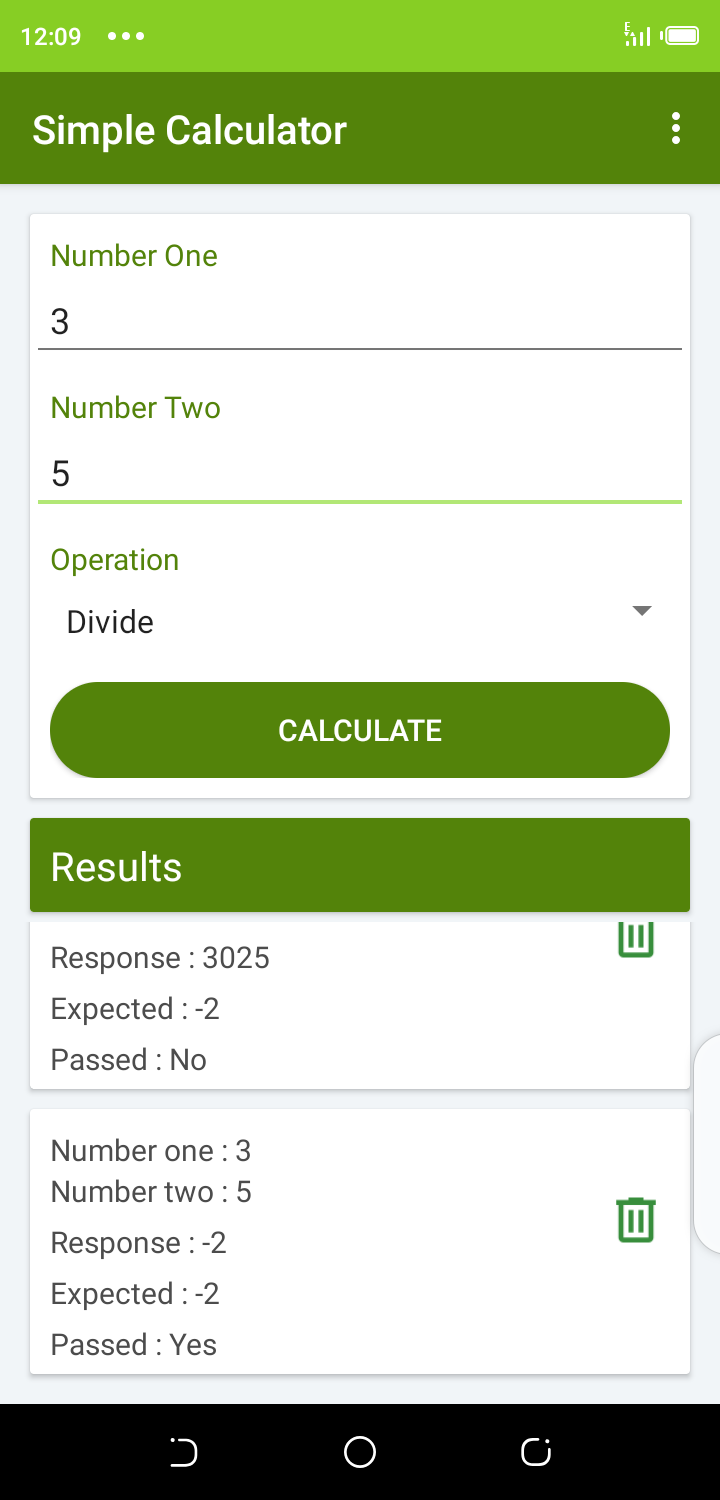 12:09
E
Simple Calculator
Number One
3
Number Two
5
Operation
Divide
CALCULATE
Results
Response : 3025
Expected : -2
Passed : No
Number one : 3
Number two : 5
Response : -2
Expected : -2
Passed : Yes